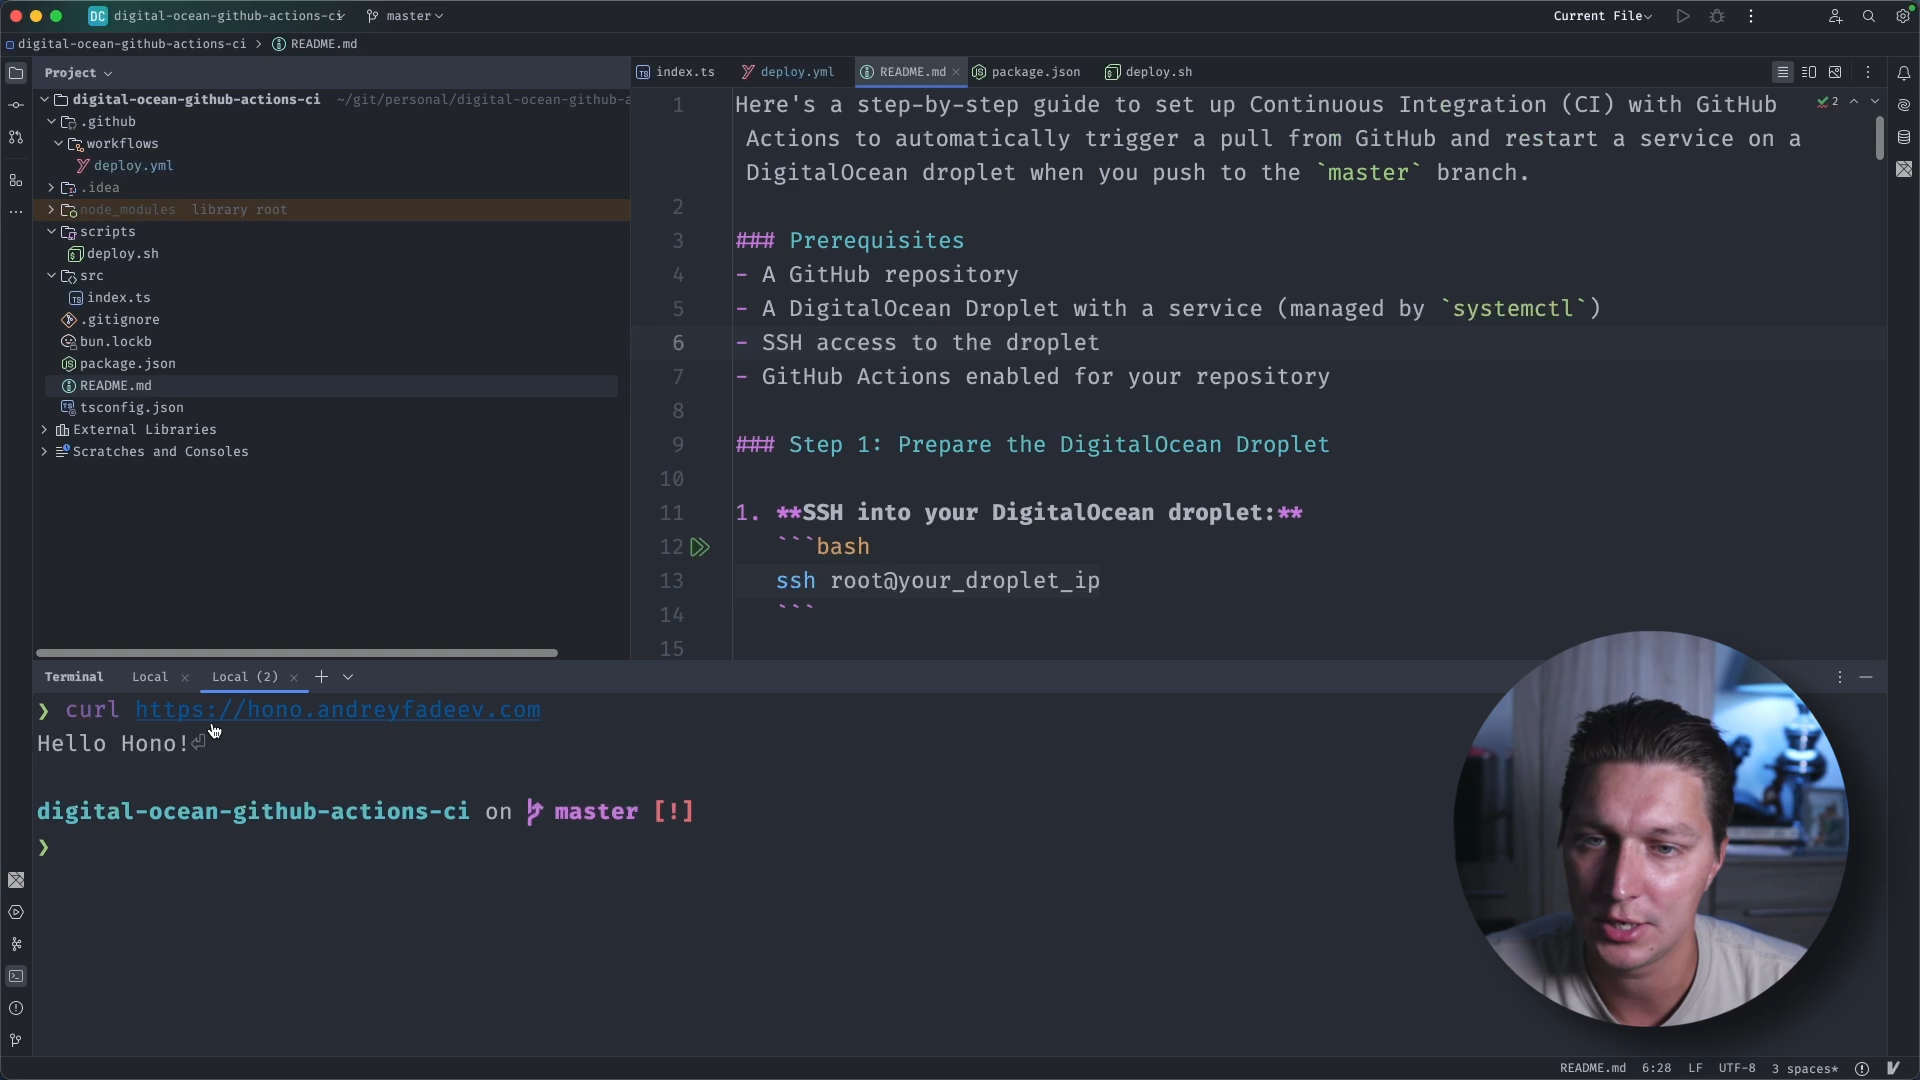 DC digital-ocean-github-actions-ci master Current File
digital-ocean-github-actions-ci > README.md
Project
digital-ocean-github-actions-ci ~/git/personal/digital-ocean-github-a
.github
workflows
deploy.yml
.idea
node_modules library root
scripts
deploy.sh
src
index.ts
.gitignore
bun.lockb
package.json
README.md
tsconfig.json
External Libraries
Scratches and Consoles
index.ts deploy.yml README.md package.json deploy.sh
2
1 Here's a step-by-step guide to set up Continuous Integration (CI) with GitHub
Actions to automatically trigger a pull from GitHub and restart a service on a
DigitalOcean droplet when you push to the `master` branch.
2
3 ### Prerequisites
4 - A GitHub repository
5 - A DigitalOcean Droplet with a service (managed by `systemctl`)
6 - SSH access to the droplet
7 - GitHub Actions enabled for your repository
8
9 ### Step 1: Prepare the DigitalOcean Droplet
10
11 1. **SSH into your DigitalOcean droplet:**
12 ```bash
13 ssh root@your_droplet_ip
14 ```
15
Terminal Local Local (2)
❯ curl https://hono.andreyfadeev.com
Hello Hono!⏎
digital-ocean-github-actions-ci on master [!]
❯
README.md 6:28 LF UTF-8 3 spaces*